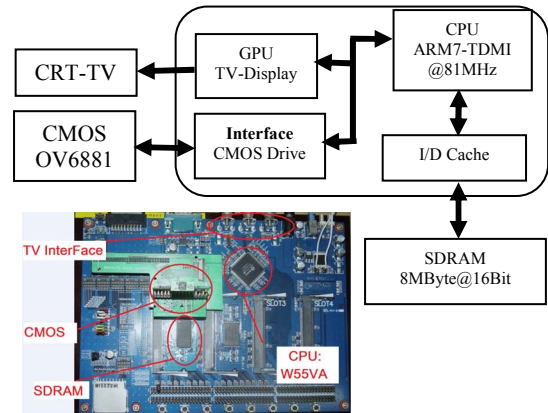 CRT-TV
GPU
TV-Display
CPU
ARM7-TDMI
@81MHz
CMOS
OV6881
Interface
CMOS Drive
I/D Cache
SDRAM
8MByte@16Bit
TV InterFace
CMOS
SDRAM
SLOT3
SLOT4
CPU:
W55VA